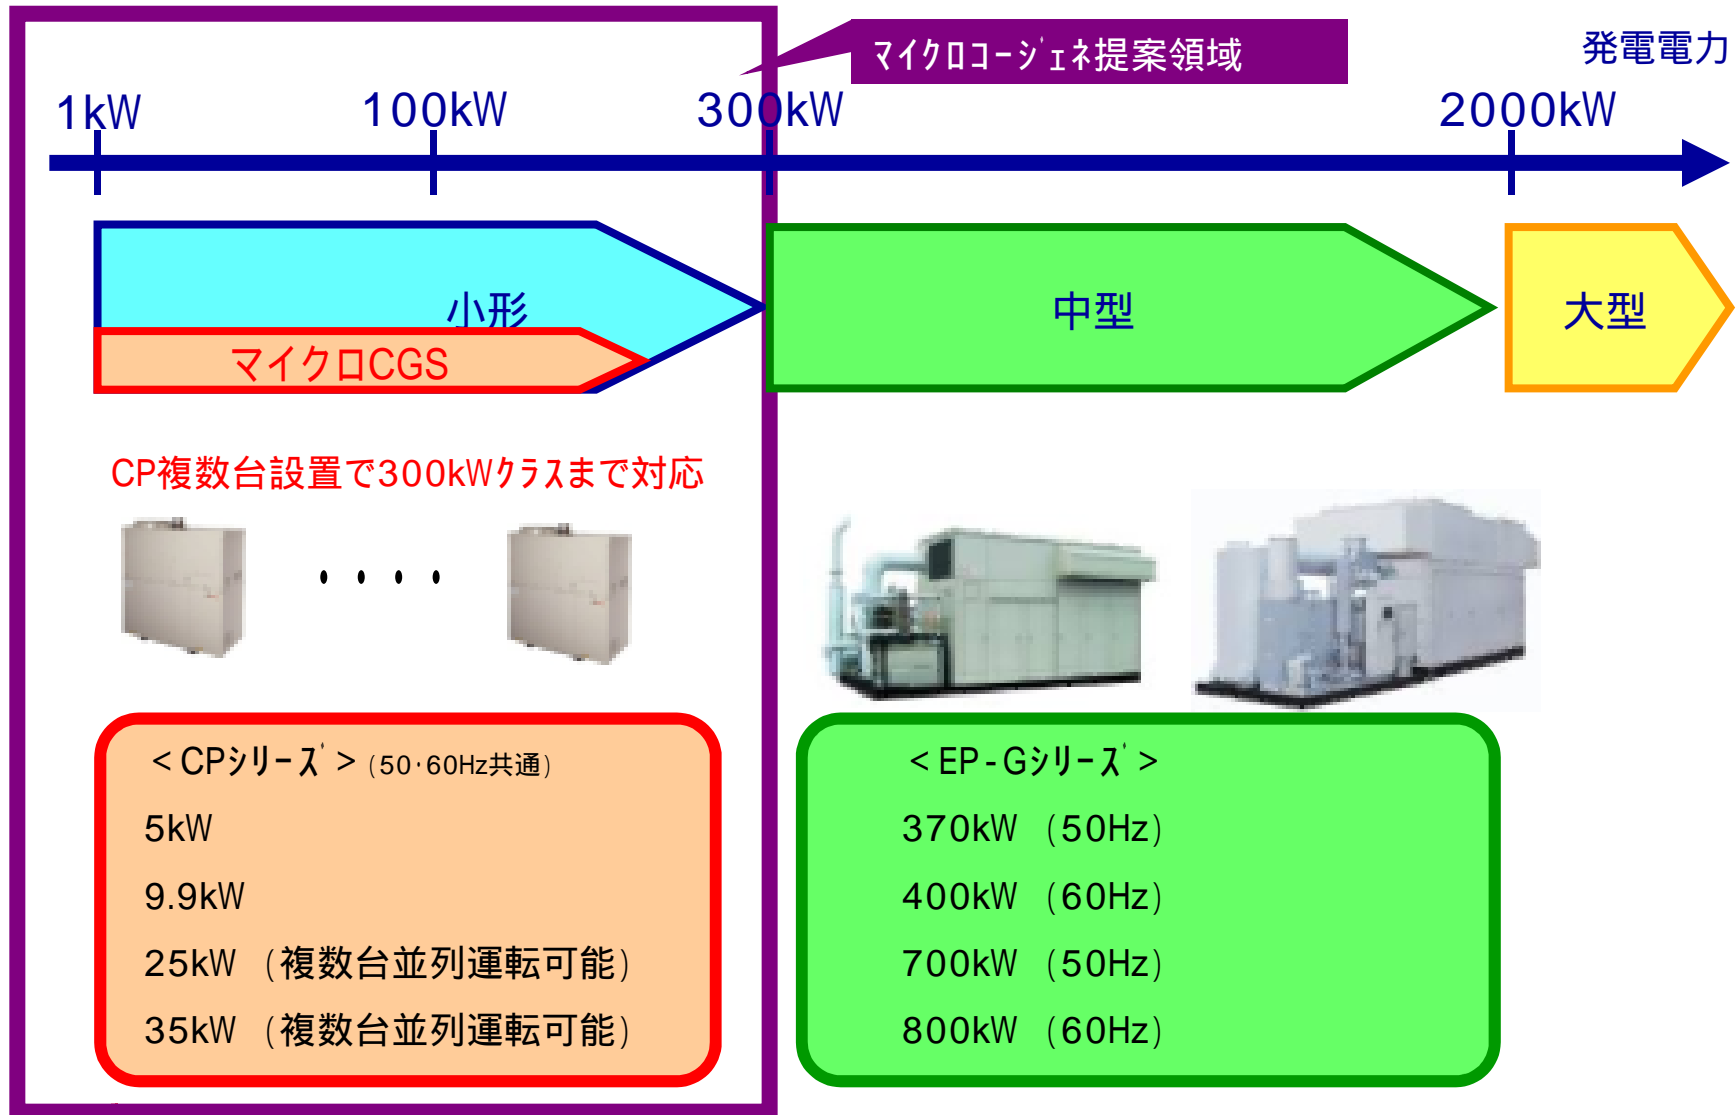 マイクロコージェネ提案領域
発電電力
1kW 100kW 300kW 2000kW
小形 中型 大型
マイクロCGS
CP複数台設置で300kWクラスまで対応
・・・・
<CPシリーズ> (50・60Hz共通)
5kW
9.9kW
25kW (複数台並列運転可能)
35kW (複数台並列運転可能)
<EP-Gシリーズ>
370kW (50Hz)
400kW (60Hz)
700kW (50Hz)
800kW (60Hz)